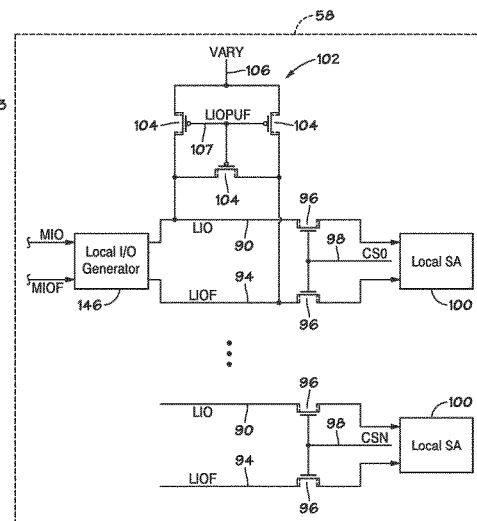 58
3
VARY
106
102
LIOPUF
104
104
107
104
96
MIO
LIO
90
98
CS0
Local I/O
Generator
Local SA
MIOF
94
146
LIOF
100
96
96
100
LIO
90
98
CSN
Local SA
94
LIOF
96